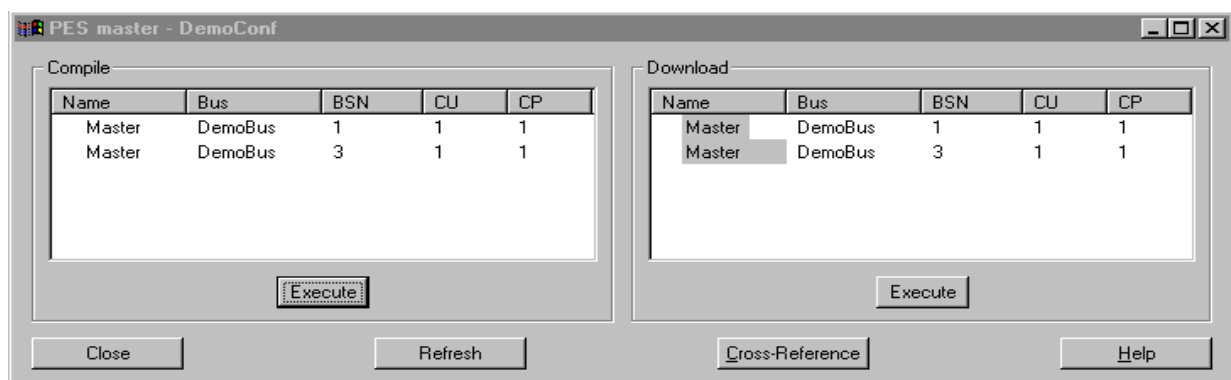 PES master - DemoConf
Compile
Name Bus BSN CU CP
Master DemoBus 1 1 1
Master DemoBus 3 1 1
Execute
Download
Name Bus BSN CU CP
Master DemoBus 1 1 1
Master DemoBus 3 1 1
Execute
Close Refresh Cross-Reference Help